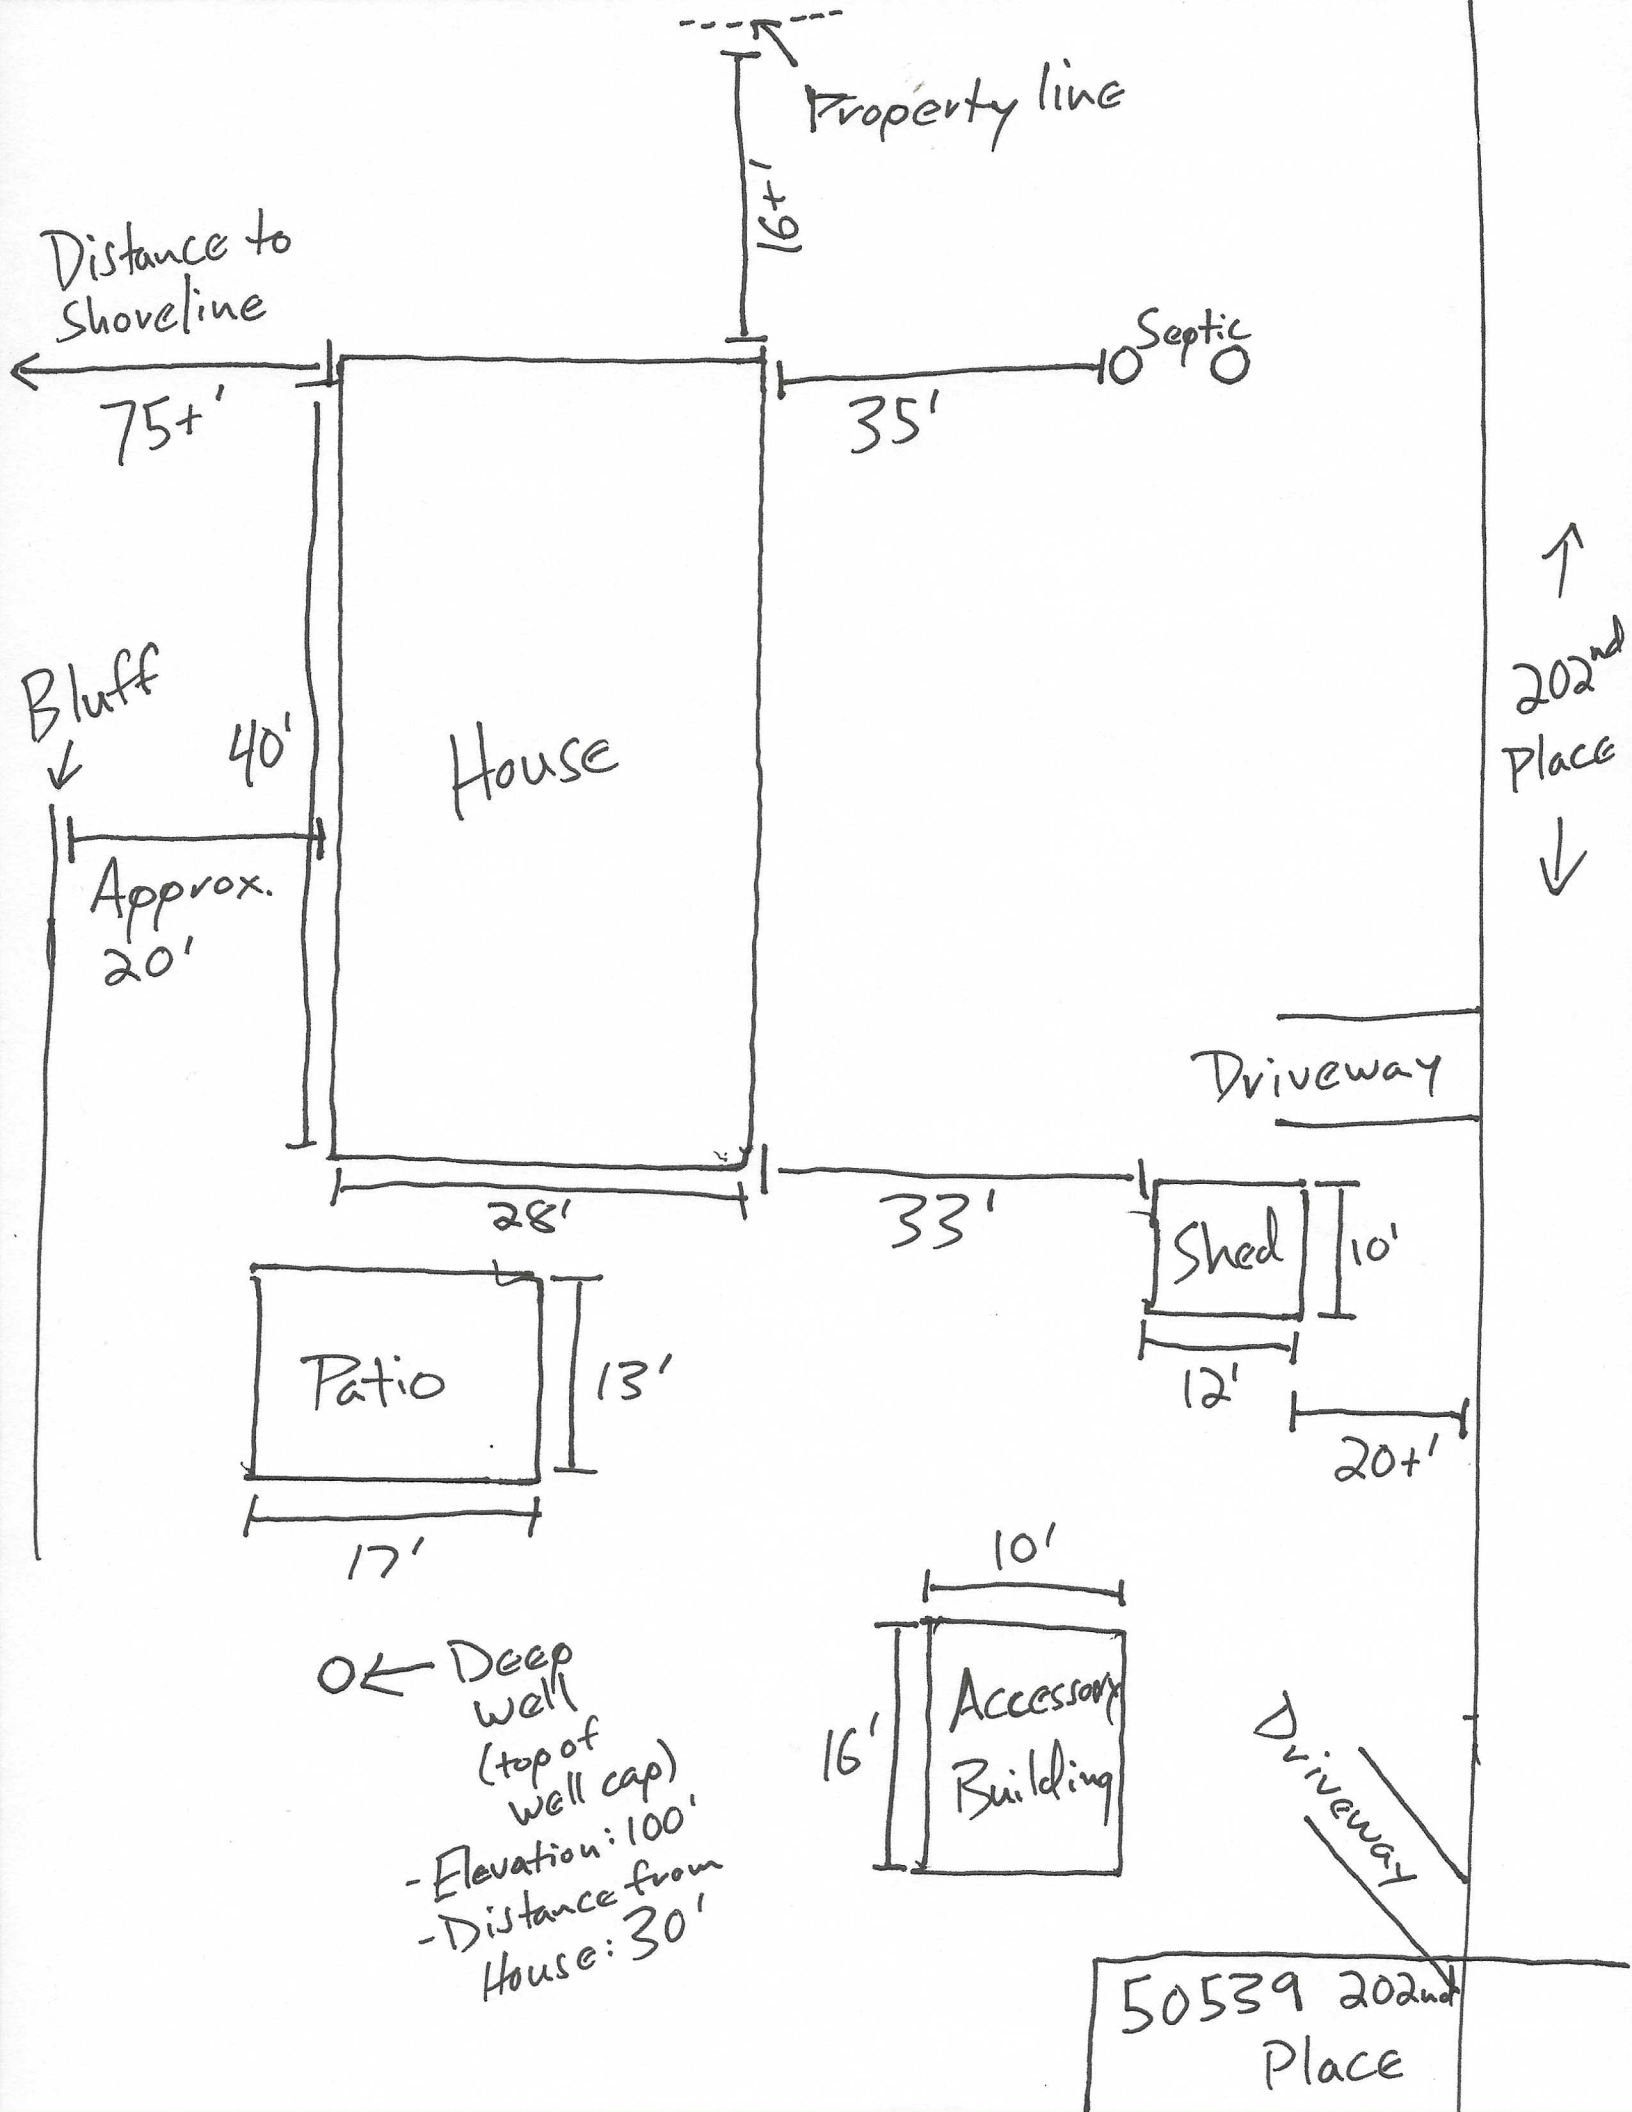 Property line
16+'
Distance to
Shoreline
75+'
Septic
35'
202nd
Place
Bluff
40'
House
Approx.
20'
Driveway
28'
33'
Shed
10'
12'
20+'
Patio
13'
17'
10'
16'
Accessory
Building
Deep
well
(top of
well cap)
- Elevation: 100'
- Distance from
House: 30'
Driveway
50539 202nd
Place